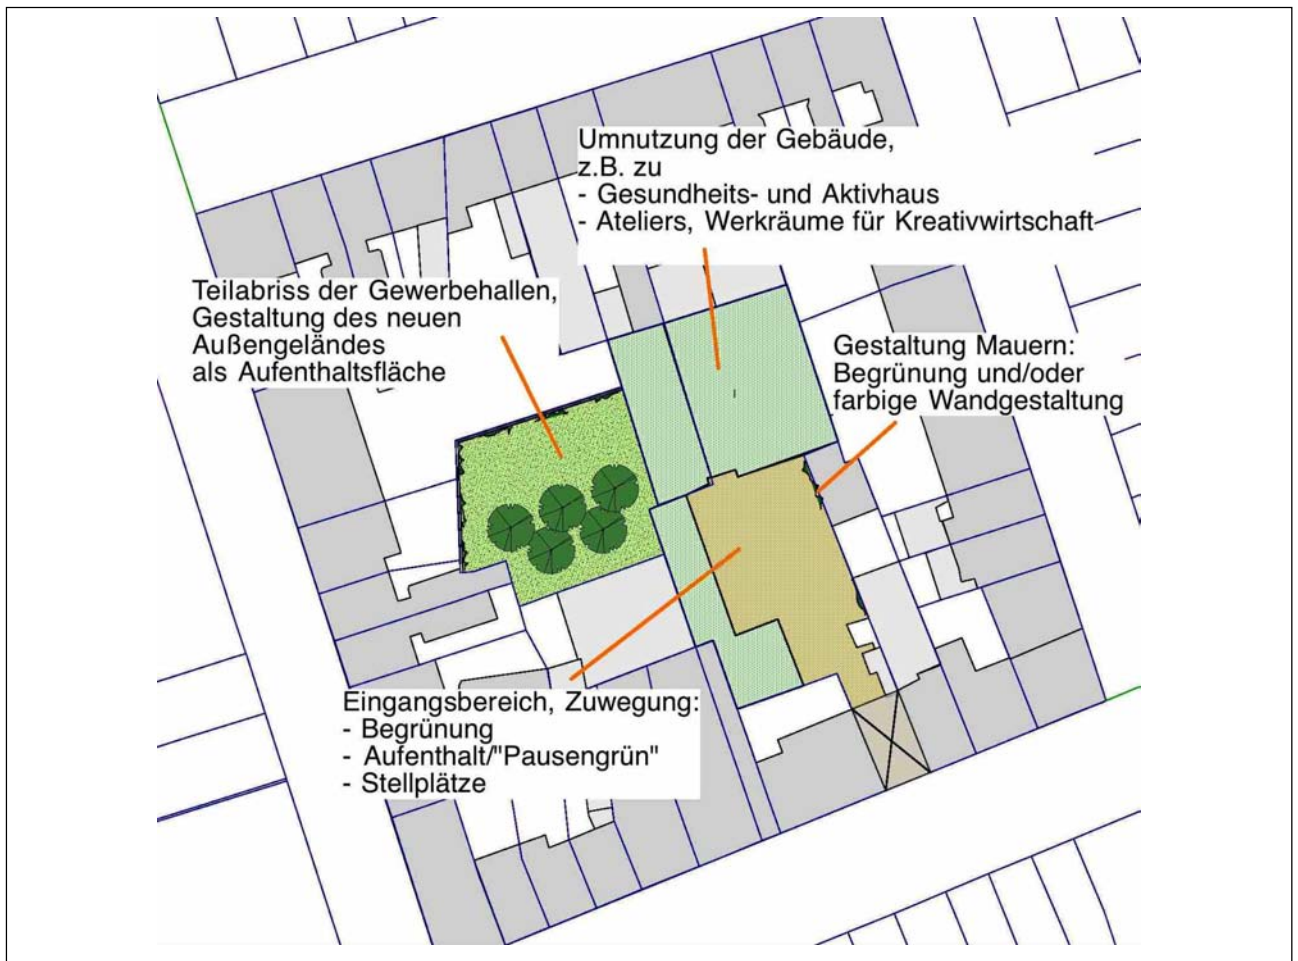 Umnutzung der Gebäude,
z.B. zu
- Gesundheits- und Aktivhaus
- Ateliers, Werkräume für Kreativwirtschaft
Teilabriss der Gewerbehallen,
Gestaltung des neuen
Außengeländes
als Aufenthaltsfläche
Gestaltung Mauern:
Begrünung und/oder
farbige Wandgestaltung
Eingangsbereich, Zuwegung:
- Begrünung
- Aufenthalt/"Pausengrün"
- Stellplätze